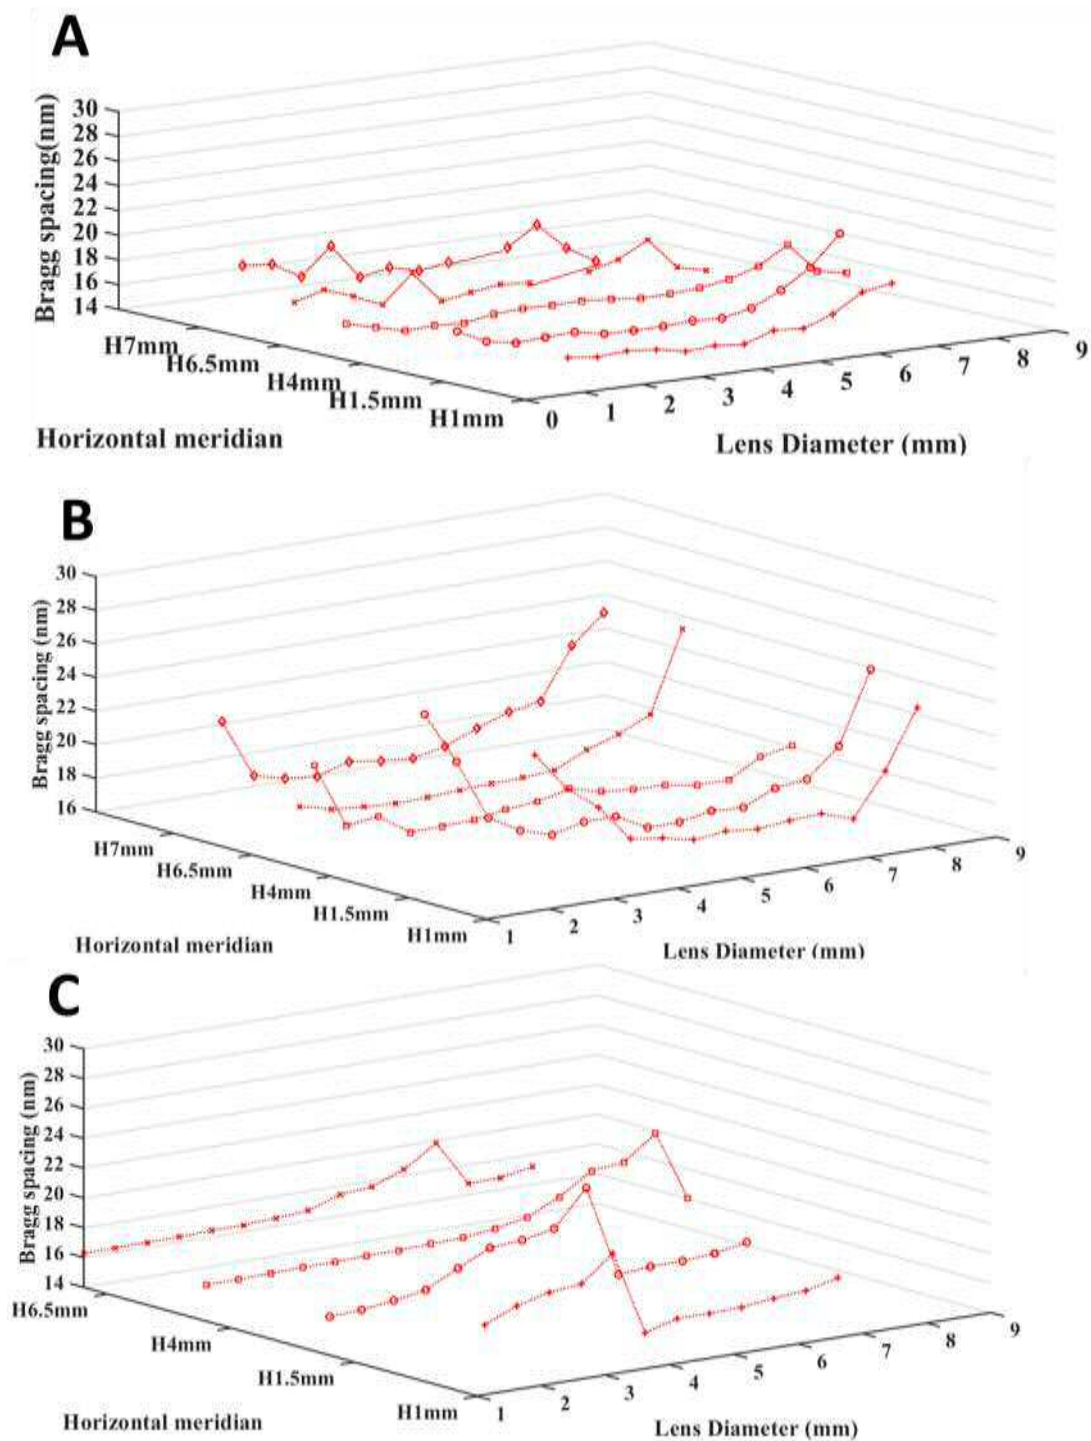 A
30
28
26
24
22
20
18
16
14
Bragg spacing(nm)
H7mm
H6.5mm
H4mm
H1.5mm
H1mm
0 1 2 3 4 5 6 7 8 9
Horizontal meridian
Lens Diameter (mm)
B
30
28
26
24
22
20
18
16
Bragg spacing (nm)
H7mm
H6.5mm
H4mm
H1.5mm
H1mm
1 2 3 4 5 6 7 8 9
Horizontal meridian
Lens Diameter (mm)
C
30
28
26
24
22
20
18
16
14
Bragg spacing (nm)
H6.5mm
H4mm
H1.5mm
H1mm
1 2 3 4 5 6 7 8 9
Horizontal meridian
Lens Diameter (mm)